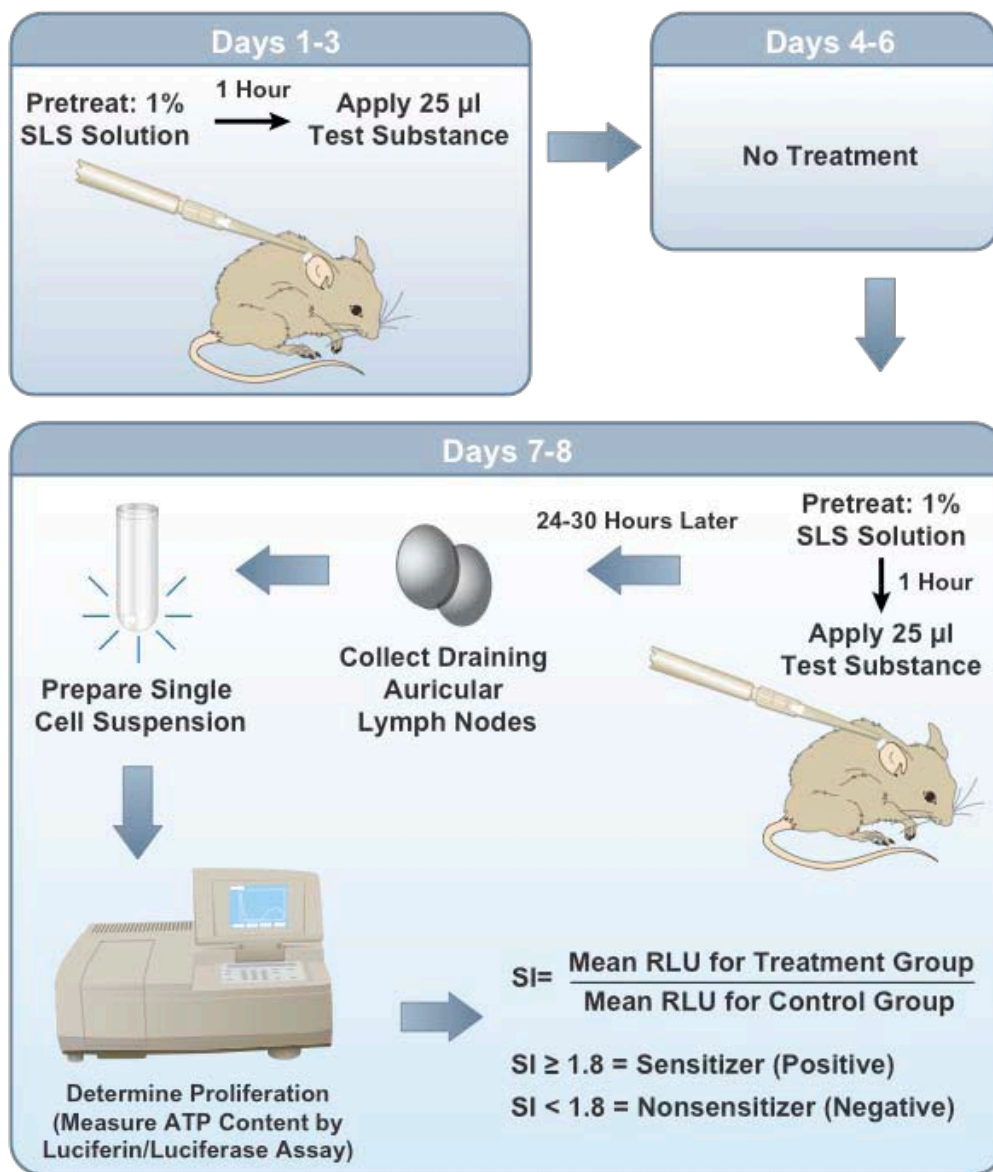 Days 1-3
Pretreat: 1%
SLS Solution
1 Hour
Apply 25 µl
Test Substance
Days 4-6
No Treatment
Days 7-8
Pretreat: 1%
SLS Solution
1 Hour
Apply 25 µl
Test Substance
24-30 Hours Later
Collect Draining
Auricular
Lymph Nodes
Prepare Single
Cell Suspension
Determine Proliferation
(Measure ATP Content by
Luciferin/Luciferase Assay)
SI= Mean RLU for Treatment Group
Mean RLU for Control Group
SI ≥ 1.8 = Sensitizer (Positive)
SI < 1.8 = Nonsensitizer (Negative)